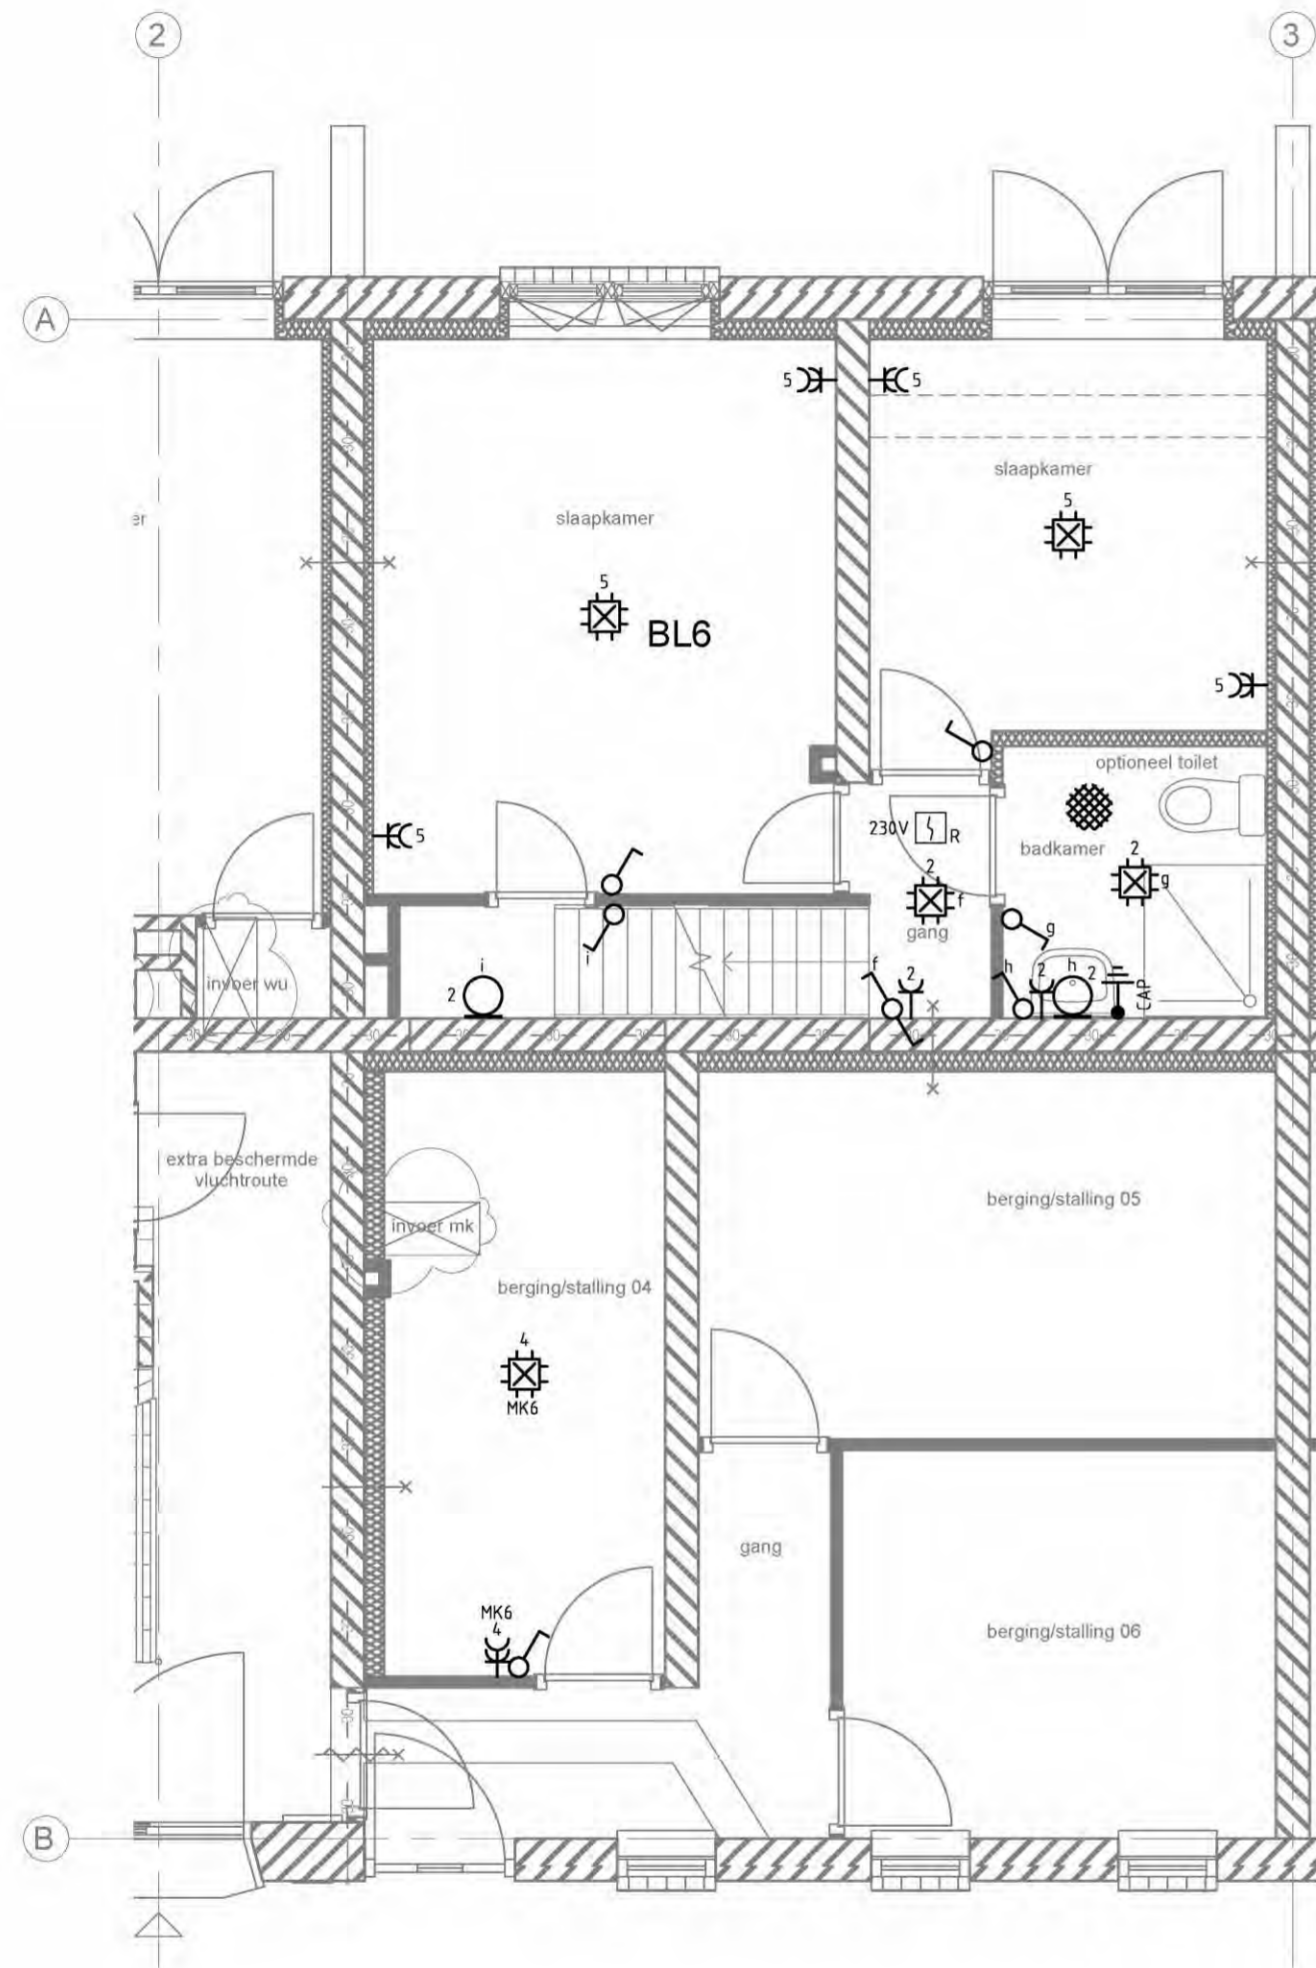 2
3
A
5
5
slaapkamer
5
er
slaapkamer
5
BL6
5
optioneel toilet
230V
R
5
badkamer
2
g
2
f
gang
g
i
i
2
f
2
h
2
h
2
CAP
invoer wu
extra beschermde
vluchtroute
berging/stalling 05
invoer mk
berging/stalling 04
4
MK6
gang
MK6
4
berging/stalling 06
B